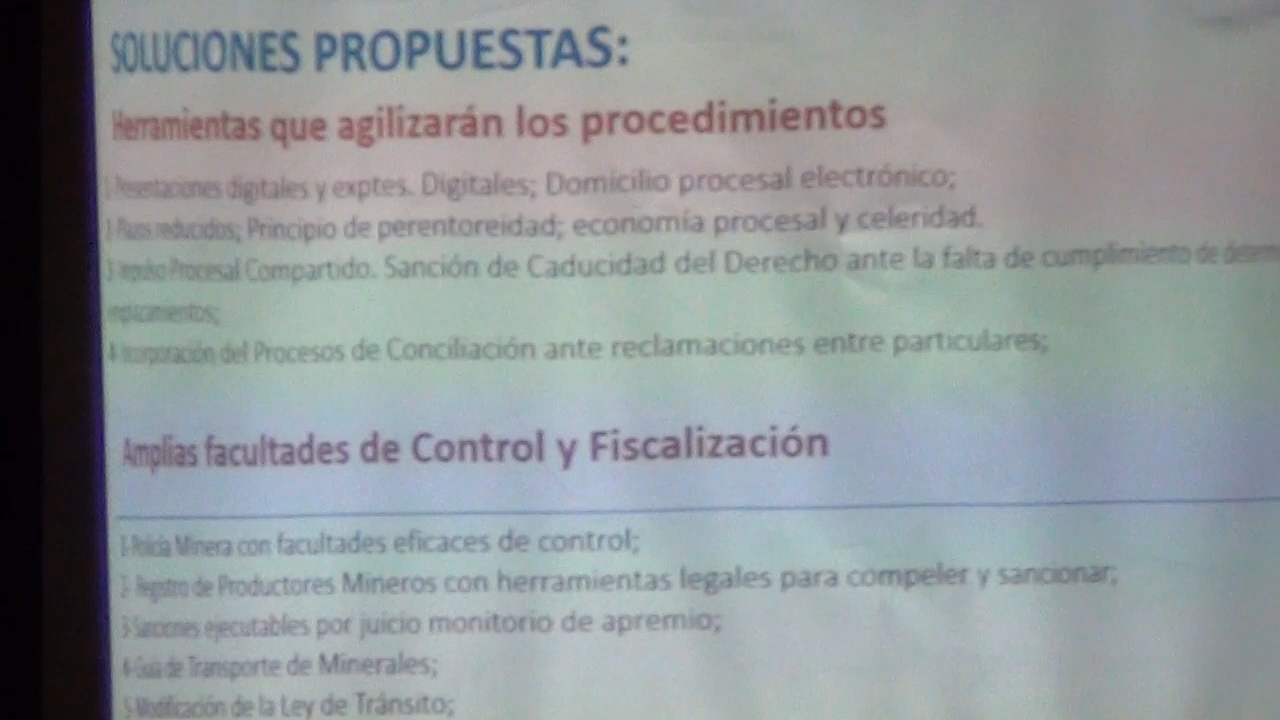 SOLUCIONES PROPUESTAS:
Herramientas que agilizarán los procedimientos
1 Presentaciones digitales y exptes. Digitales; Domicilio procesal electrónico;
Plazos reducidos; Principio de perentoreidad; economía procesal y celeridad.
3 Impulso Procesal Compartido. Sanción de Caducidad del Derecho ante la falta de cumplimiento de
4 Incorporación del Procesos de Conciliación ante reclamaciones entre particulares;
Amplias facultades de Control y Fiscalización
1-Policía Minera con facultades eficaces de control;
2- Registro de Productores Mineros con herramientas legales para compeler y sancionar;
3-Sanciones ejecutables por juicio monitorio de apremio;
4-Guia de Transporte de Minerales;
5-Modificación de la Ley de Tránsito;